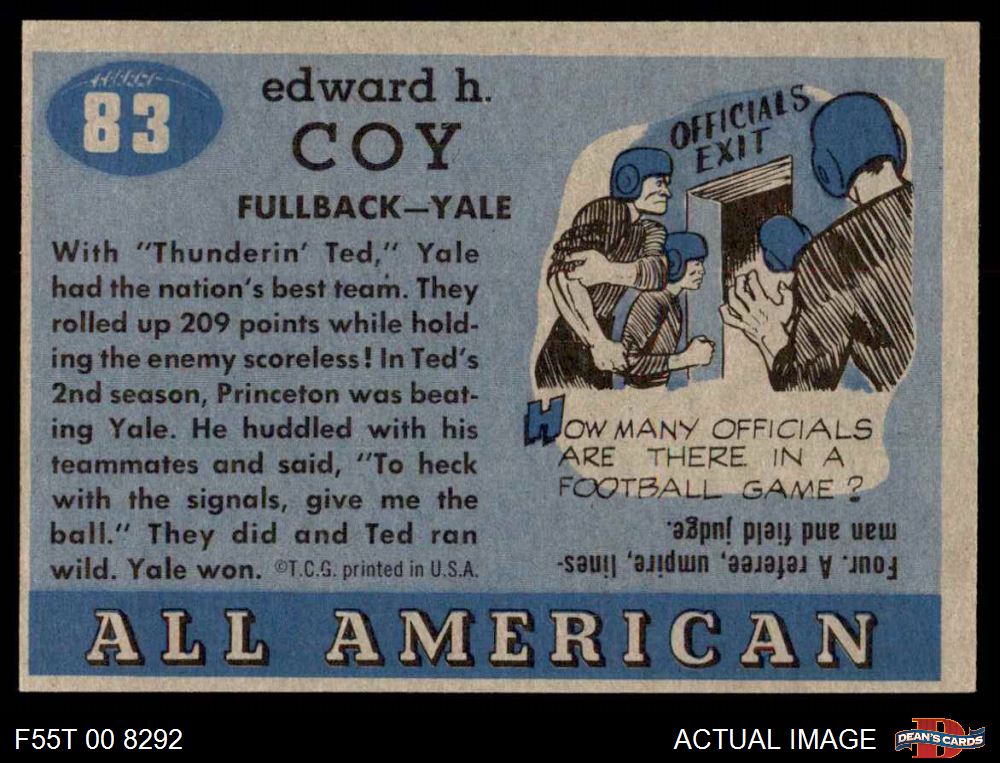 83
edward h.
COY
FULLBACK—YALE
With "Thunderin' Ted," Yale
had the nation's best team. They
rolled up 209 points while hold-
ing the enemy scoreless! In Ted's
2nd season, Princeton was beat-
ing Yale. He huddled with his
teammates and said, "To heck
with the signals, give me the
ball." They did and Ted ran
wild. Yale won. ©T.C.G. printed in U.S.A.
OFFICIALS
EXIT
HOW MANY OFFICIALS
ARE THERE IN A
FOOTBALL GAME?
Four. A referee, umpire, lines-
man and field judge.
ALL AMERICAN
F55T 00 8292
ACTUAL IMAGE
D
DEAN'S CARDS